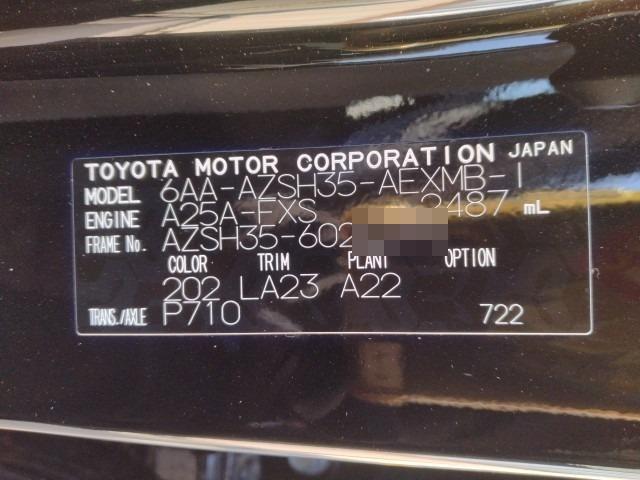 TOYOTA MOTOR CORPORATION JAPAN
MODEL 6AA-AZSH35-AEXMB-I
ENGINE A25A-FXS 2487 mL
FRAME No. AZSH35-602
COLOR TRIM PLANT OPTION
202 LA23 A22
TRANS./AXLE P710 722